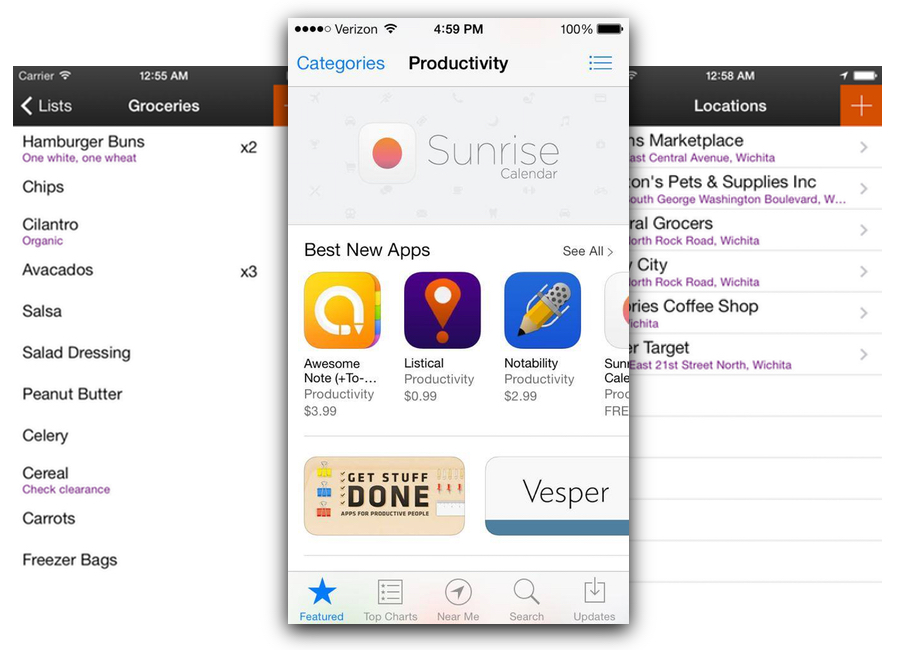 Carrier
12:55 AM
Lists
Groceries
Hamburger Buns
One white, one wheat
x2
Chips
Cilantro
Organic
Avacados
x3
Salsa
Salad Dressing
Peanut Butter
Celery
Cereal
Check clearance
Carrots
Freezer Bags
Verizon
4:59 PM
100%
Categories
Productivity
Sunrise
Calendar
Best New Apps
See All >
Awesome
Note (+To-...
Productivity
$3.99
Listical
Productivity
$0.99
Notability
Productivity
$2.99
Sunr
Cale
Proc
FRE
GET STUFF
DONE
APPS FOR PRODUCTIVE PEOPLE
Vesper
Featured
Top Charts
Near Me
Search
Updates
12:58 AM
Locations
ns Marketplace
ast Central Avenue, Wichita
ton's Pets & Supplies Inc
outh George Washington Boulevard, W...
ral Grocers
orth Rock Road, Wichita
y City
orth Rock Road, Wichita
ories Coffee Shop
ichita
er Target
East 21st Street North, Wichita